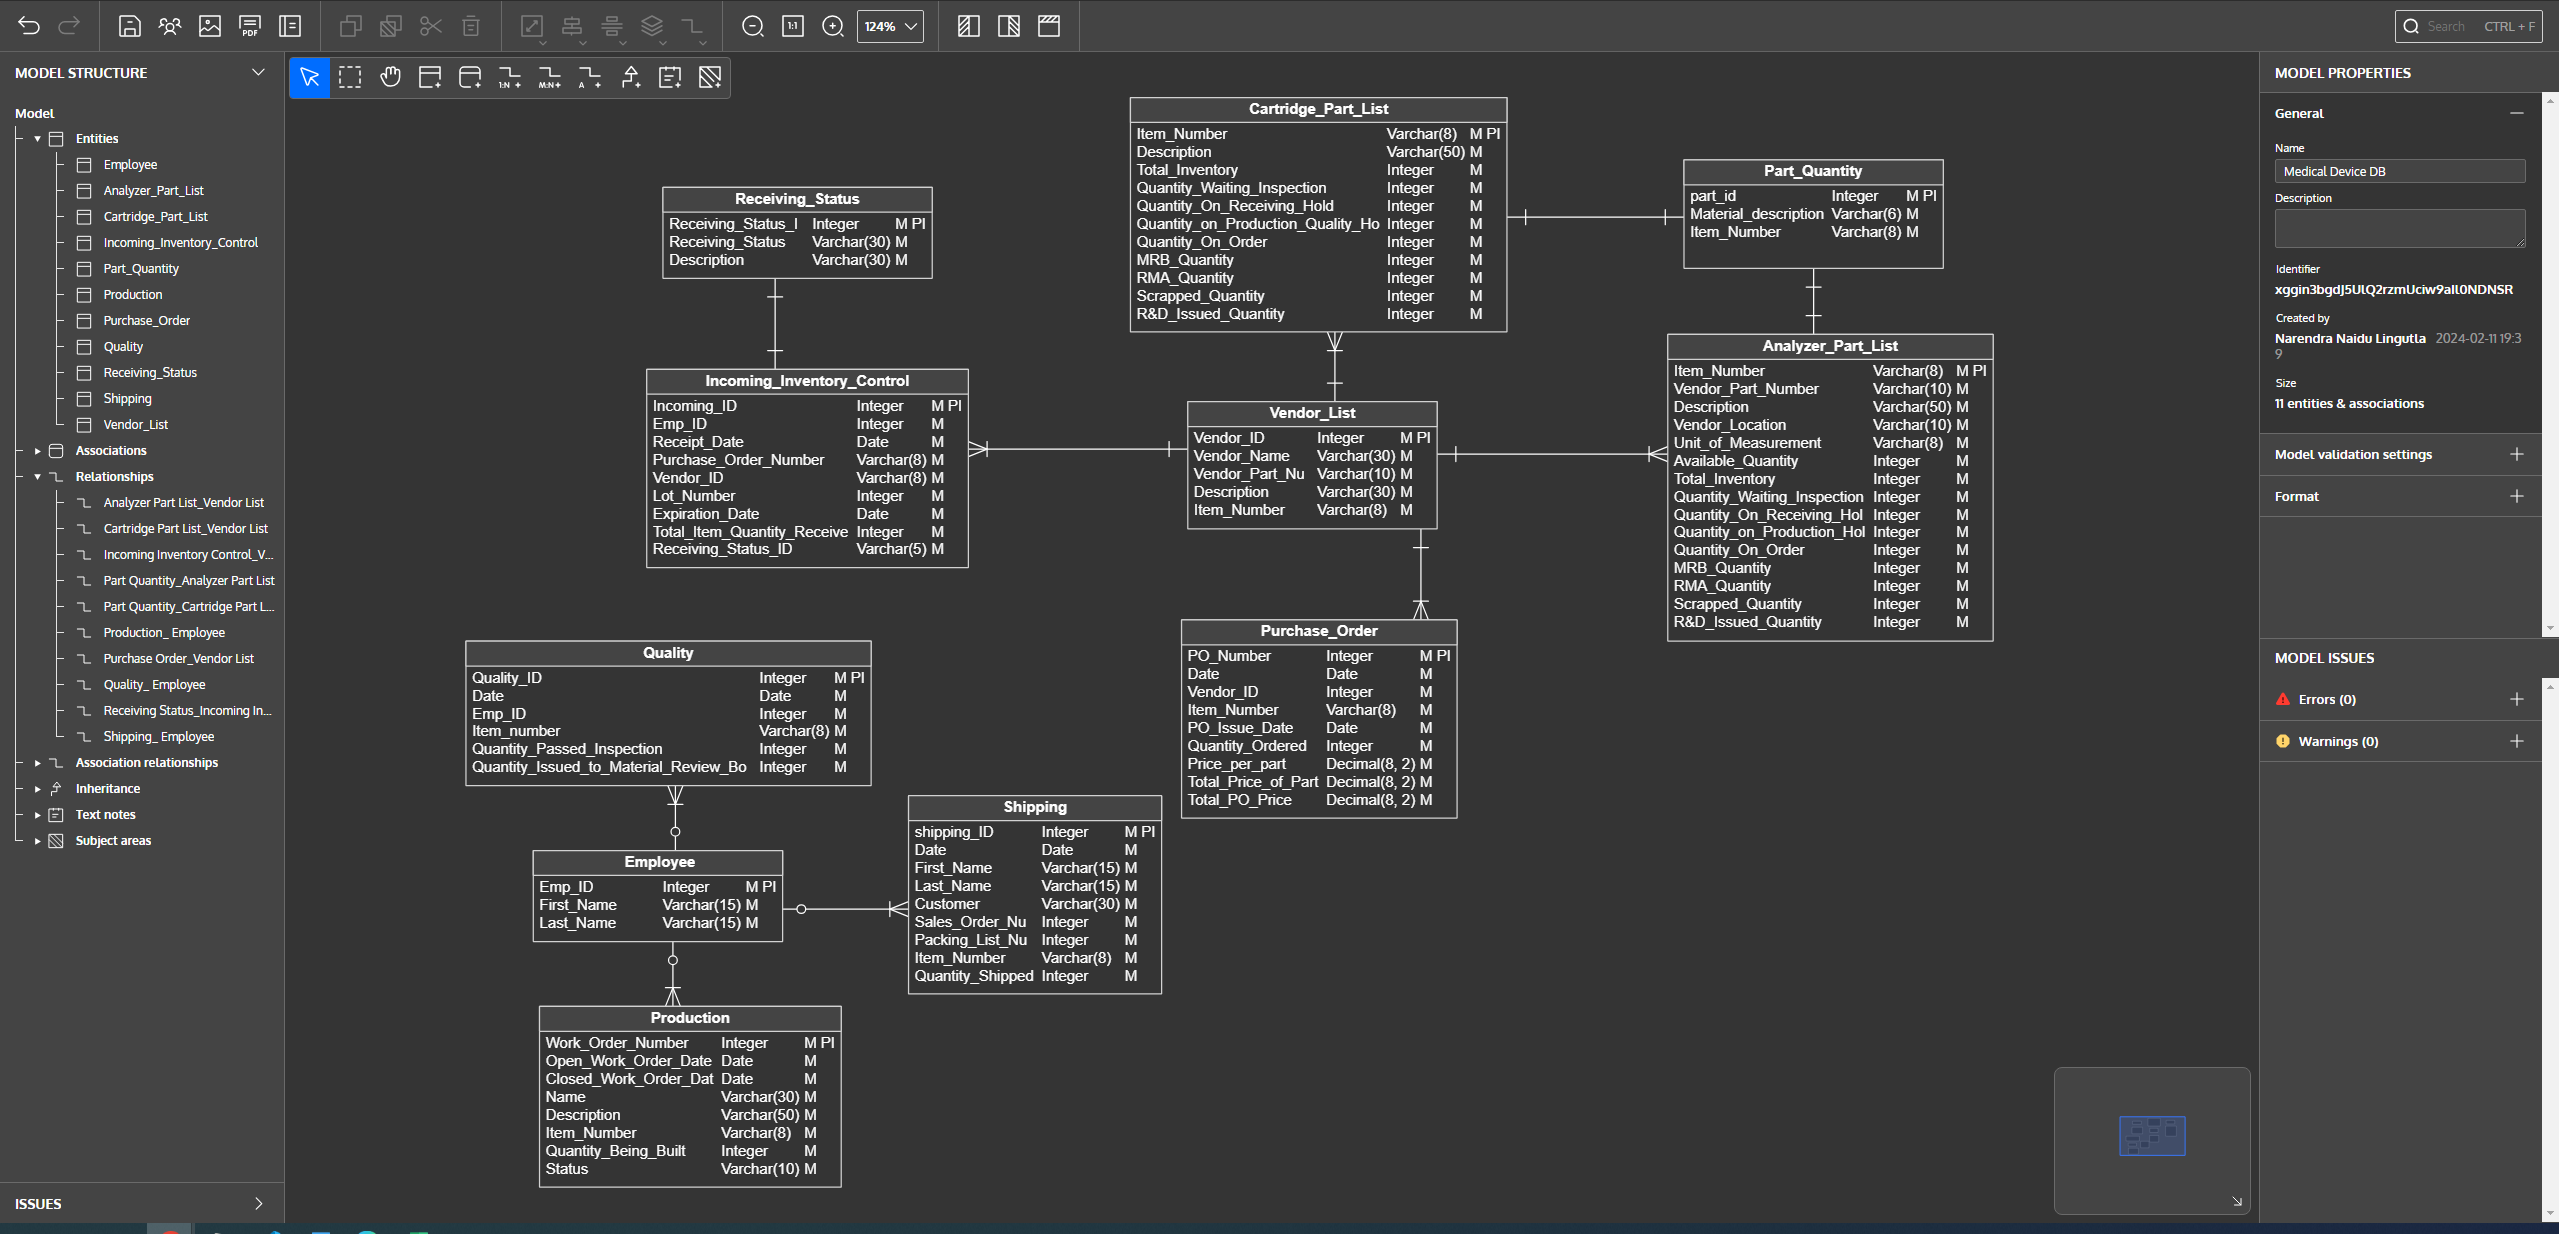 PDF
1:1
124%
Search CTRL + F
MODEL STRUCTURE
Model
Entities
Employee
Analyzer_Part_List
Cartridge_Part_List
Incoming_Inventory_Control
Part_Quantity
Production
Purchase_Order
Quality
Receiving_Status
Shipping
Vendor_List
Associations
Relationships
Analyzer Part List_Vendor List
Cartridge Part List_Vendor List
Incoming Inventory Control_V...
Part Quantity_Analyzer Part List
Part Quantity_Cartridge Part L...
Production_ Employee
Purchase Order_Vendor List
Quality_ Employee
Receiving Status_Incoming In...
Shipping_ Employee
Association relationships
Inheritance
Text notes
Subject areas
ISSUES
1:N M:N A
Receiving_Status
Receiving_Status_I Integer M PI
Receiving_Status Varchar(30) M
Description Varchar(30) M
Cartridge_Part_List
Item_Number Varchar(8) M PI
Description Varchar(50) M
Total_Inventory Integer M
Quantity_Waiting_Inspection Integer M
Quantity_On_Receiving_Hold Integer M
Quantity_on_Production_Quality_Ho Integer M
Quantity_On_Order Integer M
MRB_Quantity Integer M
RMA_Quantity Integer M
Scrapped_Quantity Integer M
R&D_Issued_Quantity Integer M
Part_Quantity
part_id Integer M PI
Material_description Varchar(6) M
Item_Number Varchar(8) M
Incoming_Inventory_Control
Incoming_ID Integer M PI
Emp_ID Integer M
Receipt_Date Date M
Purchase_Order_Number Varchar(8) M
Vendor_ID Varchar(8) M
Lot_Number Integer M
Expiration_Date Date M
Total_Item_Quantity_Receive Integer M
Receiving_Status_ID Varchar(5) M
Vendor_List
Vendor_ID Integer M PI
Vendor_Name Varchar(30) M
Vendor_Part_Nu Varchar(10) M
Description Varchar(30) M
Item_Number Varchar(8) M
Analyzer_Part_List
Item_Number Varchar(8) M PI
Vendor_Part_Number Varchar(10) M
Description Varchar(50) M
Vendor_Location Varchar(10) M
Unit_of_Measurement Varchar(8) M
Available_Quantity Integer M
Total_Inventory Integer M
Quantity_Waiting_Inspection Integer M
Quantity_On_Receiving_Hol Integer M
Quantity_on_Production_Hol Integer M
Quantity_On_Order Integer M
MRB_Quantity Integer M
RMA_Quantity Integer M
Scrapped_Quantity Integer M
R&D_Issued_Quantity Integer M
Quality
Quality_ID Integer M PI
Date Date M
Emp_ID Integer M
Item_number Varchar(8) M
Quantity_Passed_Inspection Integer M
Quantity_Issued_to_Material_Review_Bo Integer M
Purchase_Order
PO_Number Integer M PI
Date Date M
Vendor_ID Integer M
Item_Number Varchar(8) M
PO_Issue_Date Date M
Quantity_Ordered Integer M
Price_per_part Decimal(8, 2) M
Total_Price_of_Part Decimal(8, 2) M
Total_PO_Price Decimal(8, 2) M
Employee
Emp_ID Integer M PI
First_Name Varchar(15) M
Last_Name Varchar(15) M
Shipping
shipping_ID Integer M PI
Date Date M
First_Name Varchar(15) M
Last_Name Varchar(15) M
Customer Varchar(30) M
Sales_Order_Nu Integer M
Packing_List_Nu Integer M
Item_Number Varchar(8) M
Quantity_Shipped Integer M
Production
Work_Order_Number Integer M PI
Open_Work_Order_Date Date M
Closed_Work_Order_Dat Date M
Name Varchar(30) M
Description Varchar(50) M
Item_Number Varchar(8) M
Quantity_Being_Built Integer M
Status Varchar(10) M
MODEL PROPERTIES
General
Name
Medical Device DB
Description
Identifier
Created by
Narendra Naidu Lingutla 2024-02-11 19:3
9
Size
11 entities & associations
Model validation settings
Format
MODEL ISSUES
Errors (0)
Warnings (0)